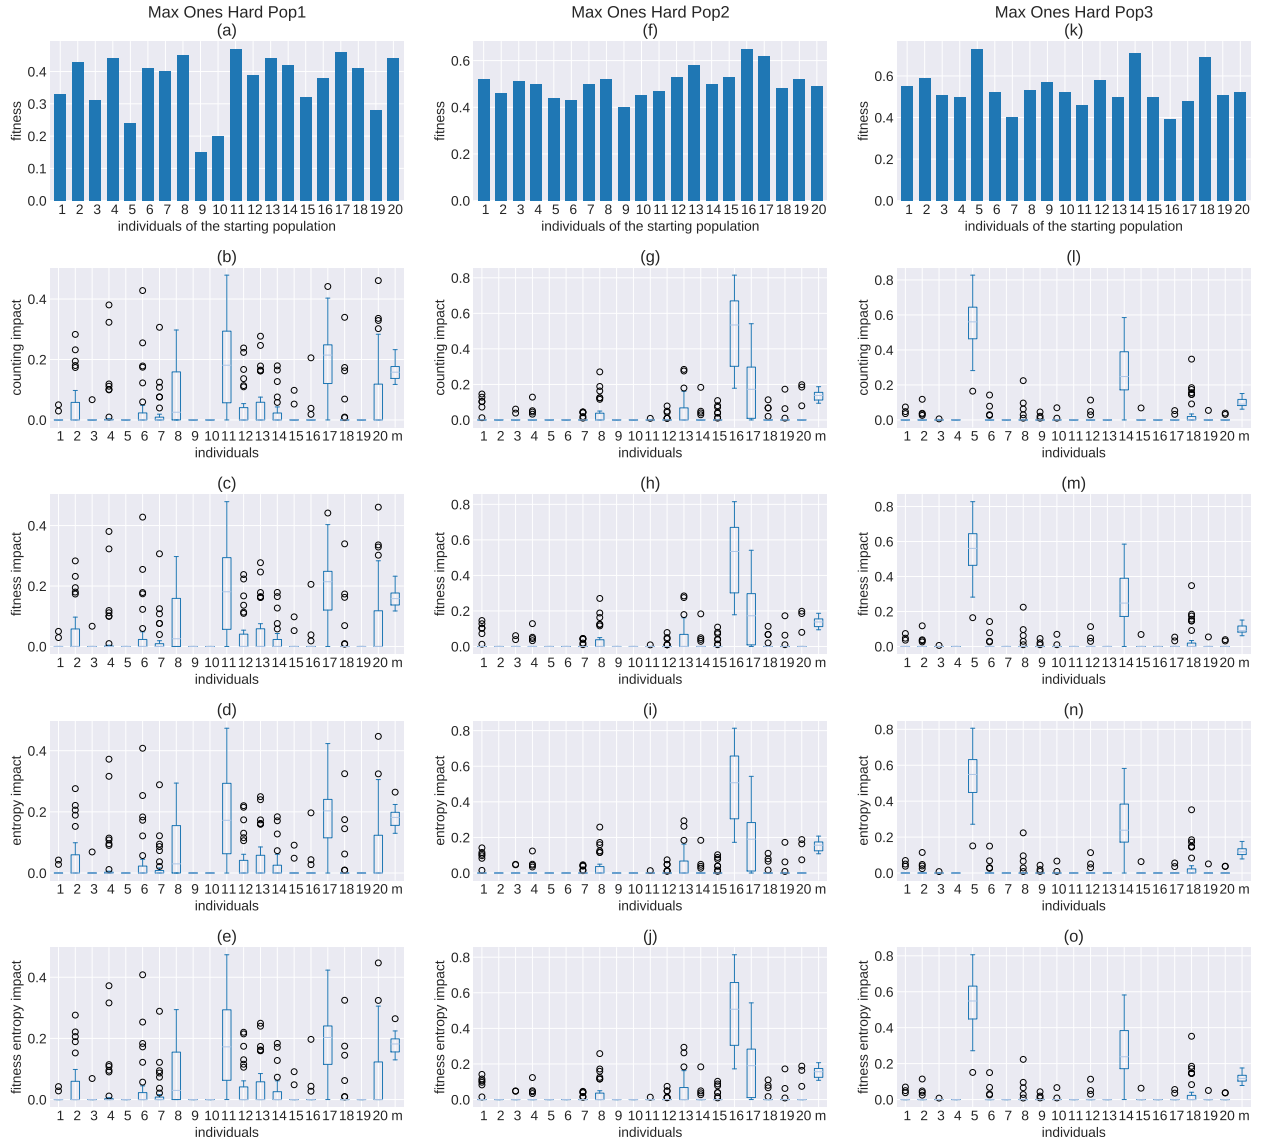 Max Ones Hard Pop1
(a)
fitness
0.4
0.3
0.2
0.1
0.0
1 2 3 4 5 6 7 8 9 10 11 12 13 14 15 16 17 18 19 20
individuals of the starting population
(b)
counting impact
0.4
0.2
0.0
1 2 3 4 5 6 7 8 9 10 11 12 13 14 15 16 17 18 19 20 m
individuals
(c)
fitness impact
0.4
0.2
0.0
1 2 3 4 5 6 7 8 9 10 11 12 13 14 15 16 17 18 19 20 m
individuals
(d)
entropy impact
0.4
0.2
0.0
1 2 3 4 5 6 7 8 9 10 11 12 13 14 15 16 17 18 19 20 m
individuals
(e)
fitness entropy impact
0.4
0.2
0.0
1 2 3 4 5 6 7 8 9 10 11 12 13 14 15 16 17 18 19 20 m
individuals
Max Ones Hard Pop2
(f)
fitness
0.6
0.4
0.2
0.0
1 2 3 4 5 6 7 8 9 10 11 12 13 14 15 16 17 18 19 20
individuals of the starting population
(g)
counting impact
0.8
0.6
0.4
0.2
0.0
1 2 3 4 5 6 7 8 9 10 11 12 13 14 15 16 17 18 19 20 m
individuals
(h)
fitness impact
0.8
0.6
0.4
0.2
0.0
1 2 3 4 5 6 7 8 9 10 11 12 13 14 15 16 17 18 19 20 m
individuals
(i)
entropy impact
0.8
0.6
0.4
0.2
0.0
1 2 3 4 5 6 7 8 9 10 11 12 13 14 15 16 17 18 19 20 m
individuals
(j)
fitness entropy impact
0.8
0.6
0.4
0.2
0.0
1 2 3 4 5 6 7 8 9 10 11 12 13 14 15 16 17 18 19 20 m
individuals
Max Ones Hard Pop3
(k)
fitness
0.6
0.4
0.2
0.0
1 2 3 4 5 6 7 8 9 10 11 12 13 14 15 16 17 18 19 20
individuals of the starting population
(l)
counting impact
0.8
0.6
0.4
0.2
0.0
1 2 3 4 5 6 7 8 9 10 11 12 13 14 15 16 17 18 19 20 m
individuals
(m)
fitness impact
0.8
0.6
0.4
0.2
0.0
1 2 3 4 5 6 7 8 9 10 11 12 13 14 15 16 17 18 19 20 m
individuals
(n)
entropy impact
0.8
0.6
0.4
0.2
0.0
1 2 3 4 5 6 7 8 9 10 11 12 13 14 15 16 17 18 19 20 m
individuals
(o)
fitness entropy impact
0.8
0.6
0.4
0.2
0.0
1 2 3 4 5 6 7 8 9 10 11 12 13 14 15 16 17 18 19 20 m
individuals